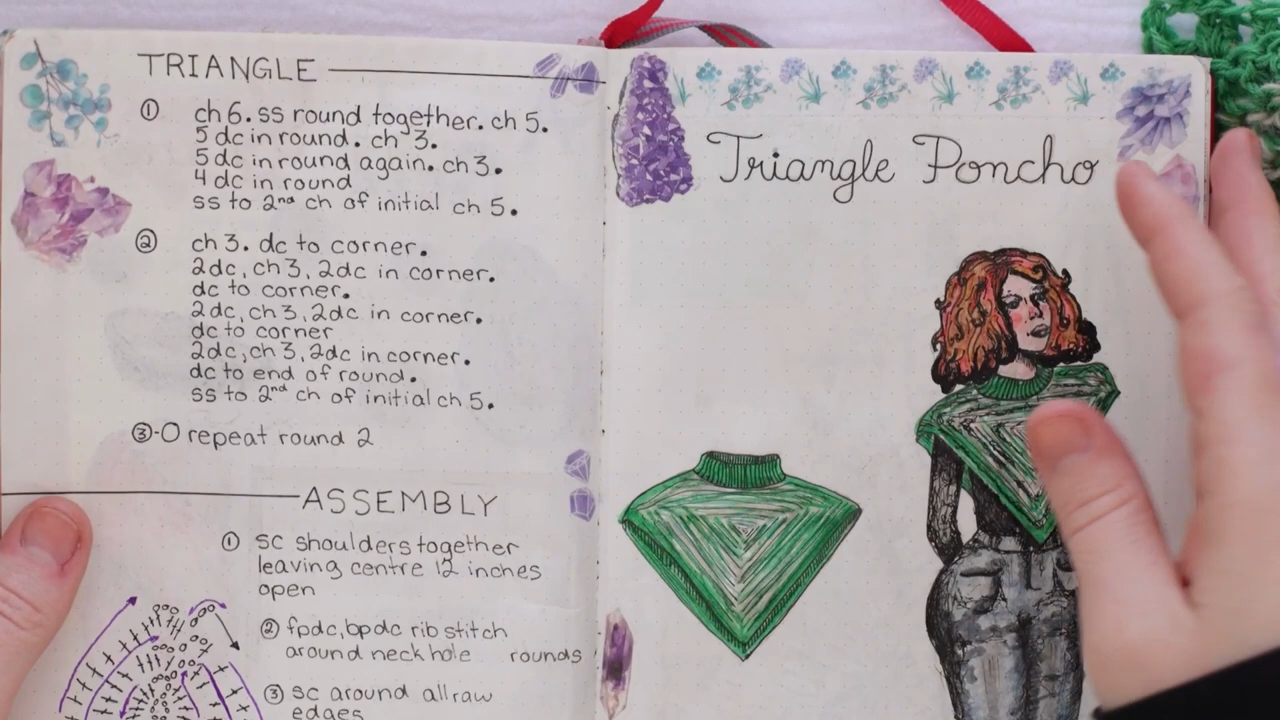 TRIANGLE
① ch 6. ss round together. ch 5.
5 dc in round. ch 3.
5 dc in round again. ch 3.
4 dc in round
ss to 2nd ch of initial ch 5.
② ch 3. dc to corner.
2dc, ch 3, 2dc in corner.
dc to corner.
2dc, ch 3, 2dc in corner.
dc to corner
2dc, ch 3, 2dc in corner.
dc to end of round.
ss to 2nd ch of initial ch 5.
③-O repeat round 2
ASSEMBLY
① sc shoulders together
leaving centre 12 inches
open
② fpdc, bpdc rib stitch
around neck hole rounds
③ sc around all raw
edges
Triangle Poncho